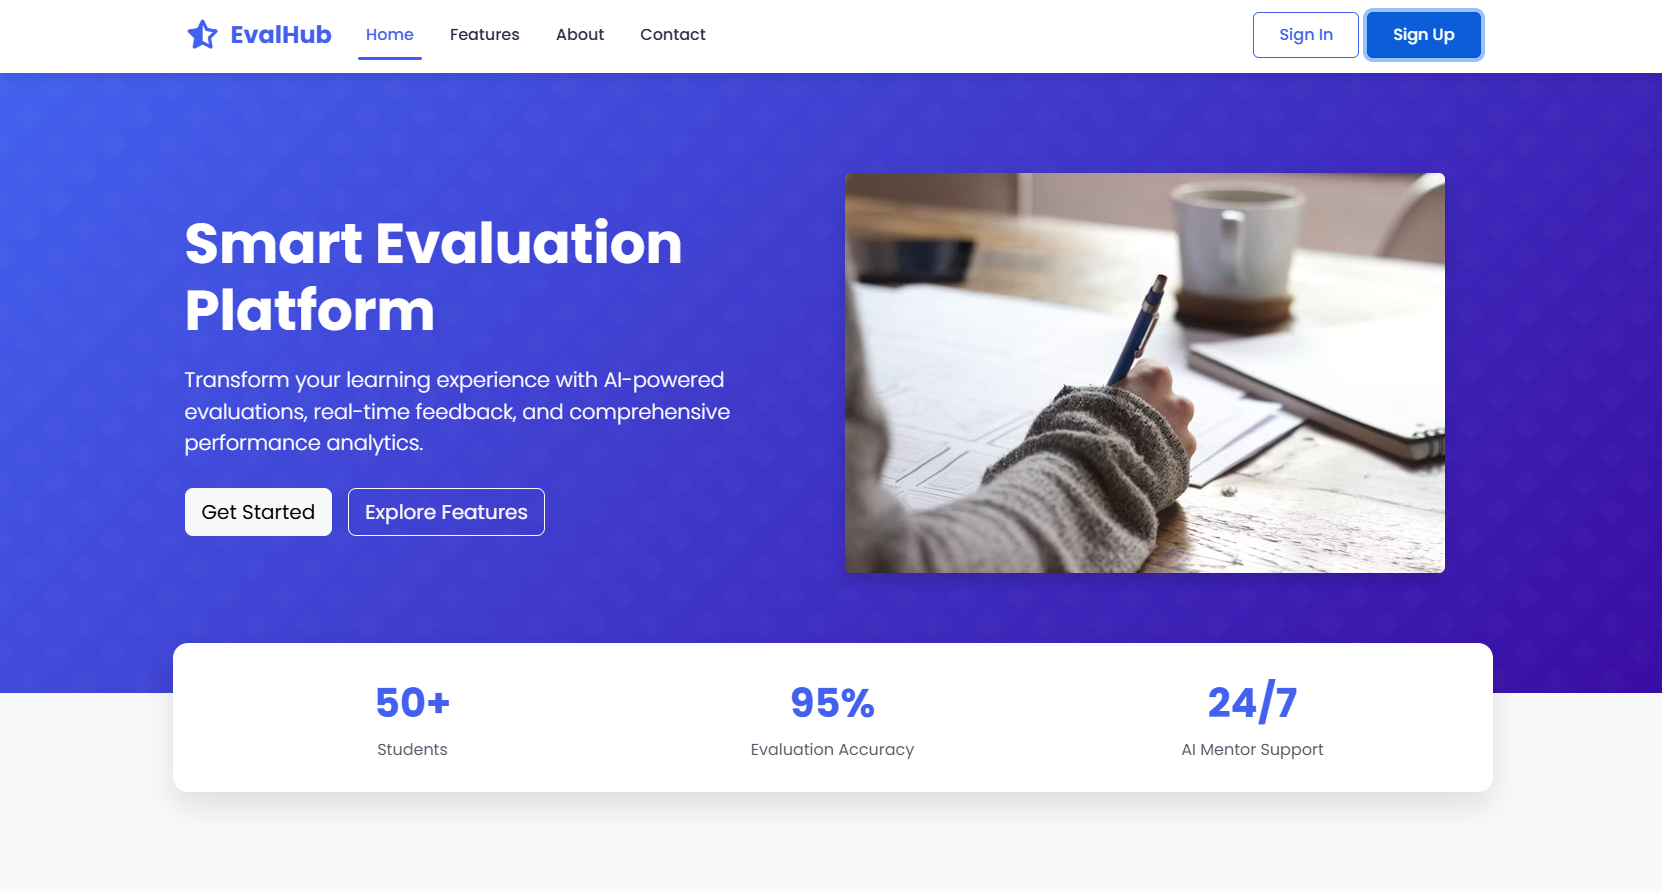 EvalHub
Home
Features
About
Contact
Sign In
Sign Up
Smart Evaluation
Platform
Transform your learning experience with AI-powered
evaluations, real-time feedback, and comprehensive
performance analytics.
Get Started
Explore Features
50+
Students
95%
Evaluation Accuracy
24/7
AI Mentor Support